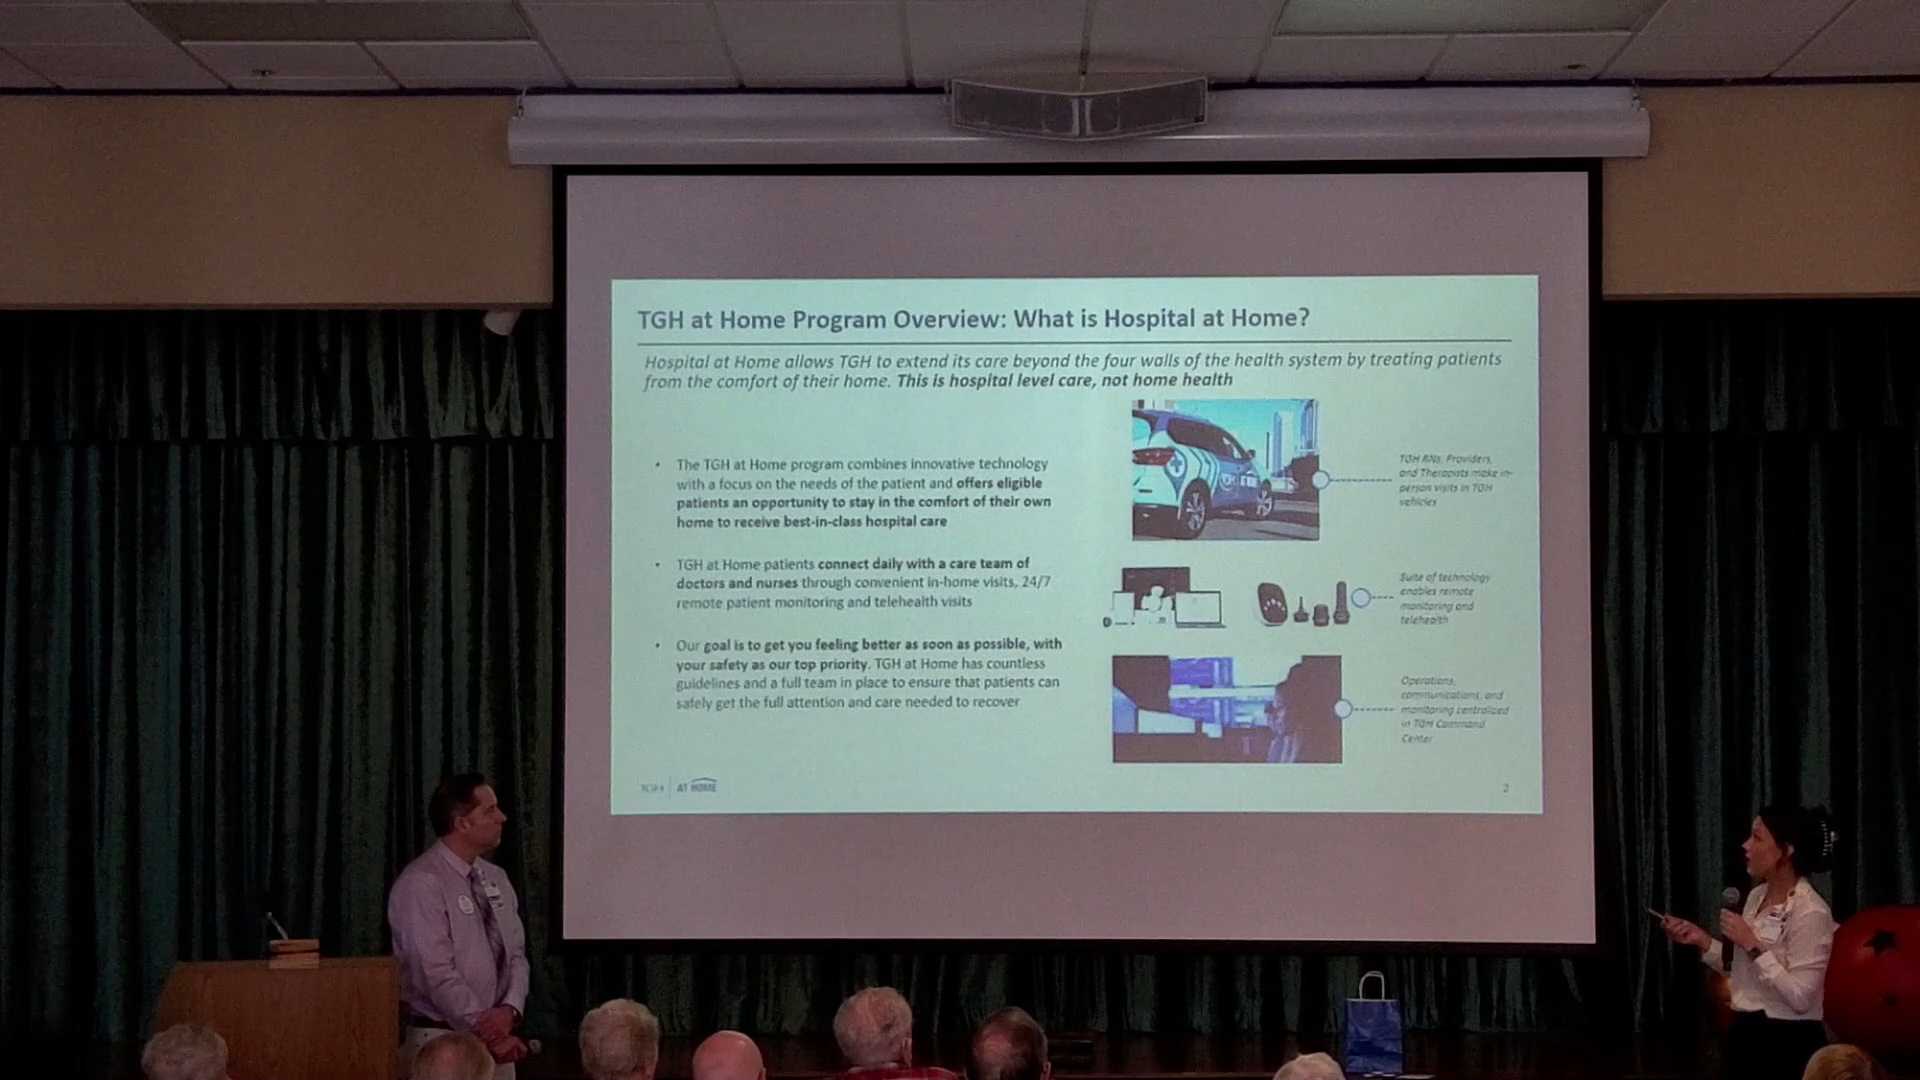 TGH at Home Program Overview: What is Hospital at Home?
Hospital at Home allows TGH to extend its care beyond the four walls of the health system by treating patients
from the comfort of their home. This is hospital level care, not home health
• The TGH at Home program combines innovative technology
with a focus on the needs of the patient and offers eligible
patients an opportunity to stay in the comfort of their own
home to receive best-in-class hospital care
• TGH at Home patients connect daily with a care team of
doctors and nurses through convenient in-home visits, 24/7
remote patient monitoring and telehealth visits
• Our goal is to get you feeling better as soon as possible, with
your safety as our top priority. TGH at Home has countless
guidelines and a full team in place to ensure that patients can
safely get the full attention and care needed to recover
TGH RNs, Providers,
and Therapists make in-
person visits in TGH
vehicles
Suite of technology
enables remote
monitoring and
telehealth
Operations,
communications, and
monitoring centralized
in TGH Command
Center
TGH | AT HOME
2